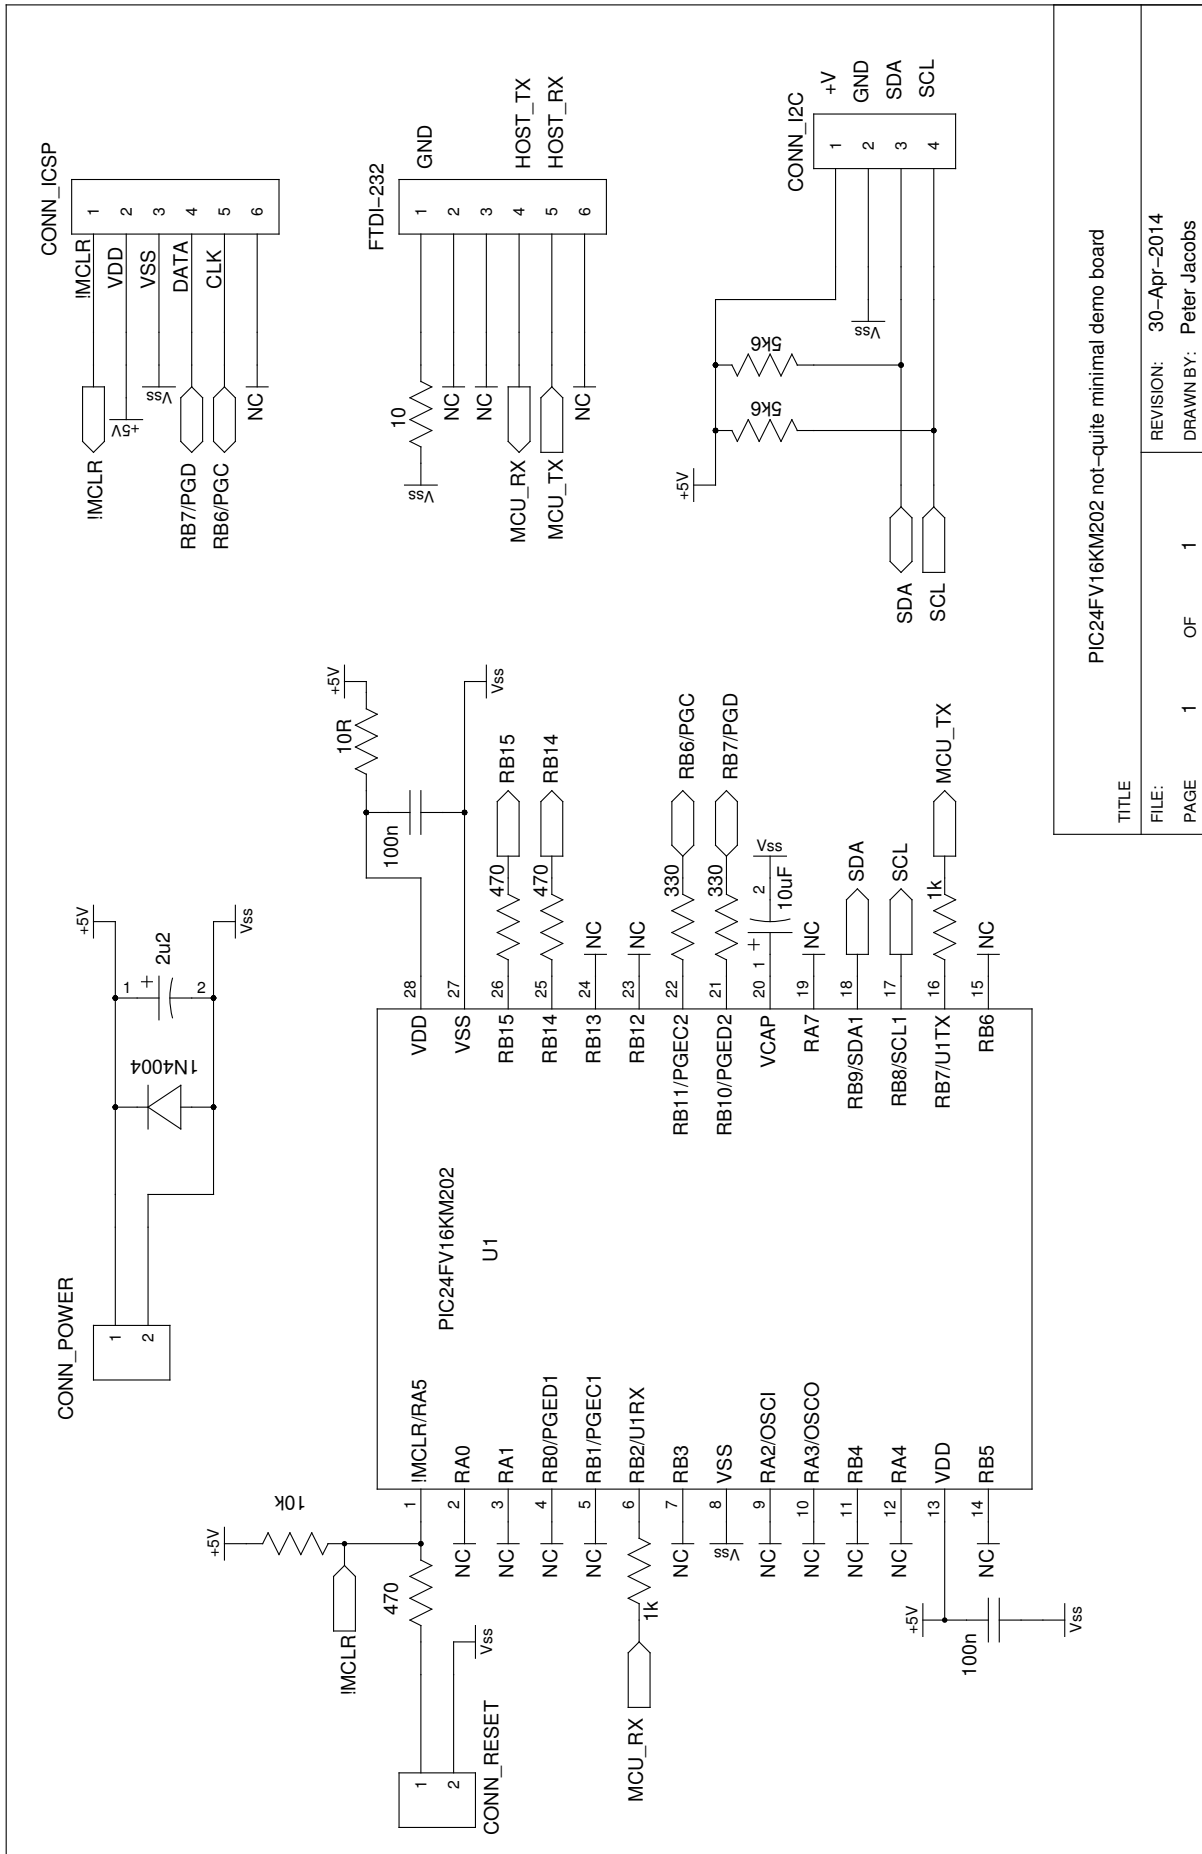 CONN_POWER
1
2
1N4004
1
+
2u2
2
+5V
Vss
CONN_ICSP
!MCLR
1
VDD
2
VSS
3
DATA
4
CLK
5
6
!MCLR
+5V
Vss
RB7/PGD
RB6/PGC
NC
FTDI-232
1
GND
2
3
4
HOST_TX
5
HOST_RX
6
10
Vss
NC
NC
MCU_RX
MCU_TX
NC
CONN_I2C
1
+V
2
GND
3
SDA
4
SCL
+5V
5k6
5k6
Vss
SDA
SCL
+5V
10k
!MCLR
470
CONN_RESET
1
2
Vss
PIC24FV16KM202
U1
1
!MCLR/RA5
NC
2
RA0
NC
3
RA1
NC
4
RB0/PGED1
NC
5
RB1/PGEC1
MCU_RX
1k
6
RB2/U1RX
NC
7
RB3
Vss
8
VSS
NC
9
RA2/OSCI
NC
10
RA3/OSCO
NC
11
RB4
NC
12
RA4
13
VDD
NC
14
RB5
+5V
100n
Vss
VDD
28
10R
+5V
100n
VSS
27
Vss
RB15
26
470
RB15
RB14
25
470
RB14
RB13
24
NC
RB12
23
NC
RB11/PGEC2
22
330
RB6/PGC
RB10/PGED2
21
330
RB7/PGD
VCAP
20
1
+
2
10uF
Vss
RA7
19
NC
RB9/SDA1
18
SDA
RB8/SCL1
17
SCL
RB7/U1TX
16
1k
MCU_TX
RB6
15
NC
PIC24FV16KM202 not-quite minimal demo board
TITLE
FILE:
REVISION: 30-Apr-2014
PAGE 1 OF 1
DRAWN BY: Peter Jacobs